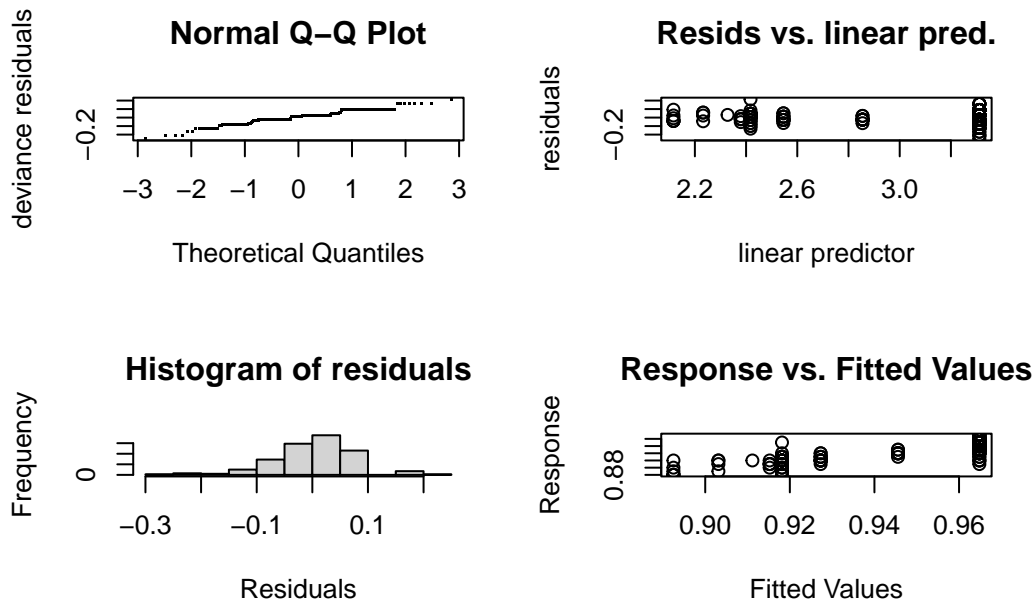 Normal Q−Q Plot
deviance residuals
−0.2
−3 −2 −1 0 1 2 3
Theoretical Quantiles
Resids vs. linear pred.
residuals
−0.2
2.2 2.6 3.0
linear predictor
Histogram of residuals
Frequency
0
−0.3 −0.1 0.1
Residuals
Response vs. Fitted Values
Response
0.88
0.90 0.92 0.94 0.96
Fitted Values